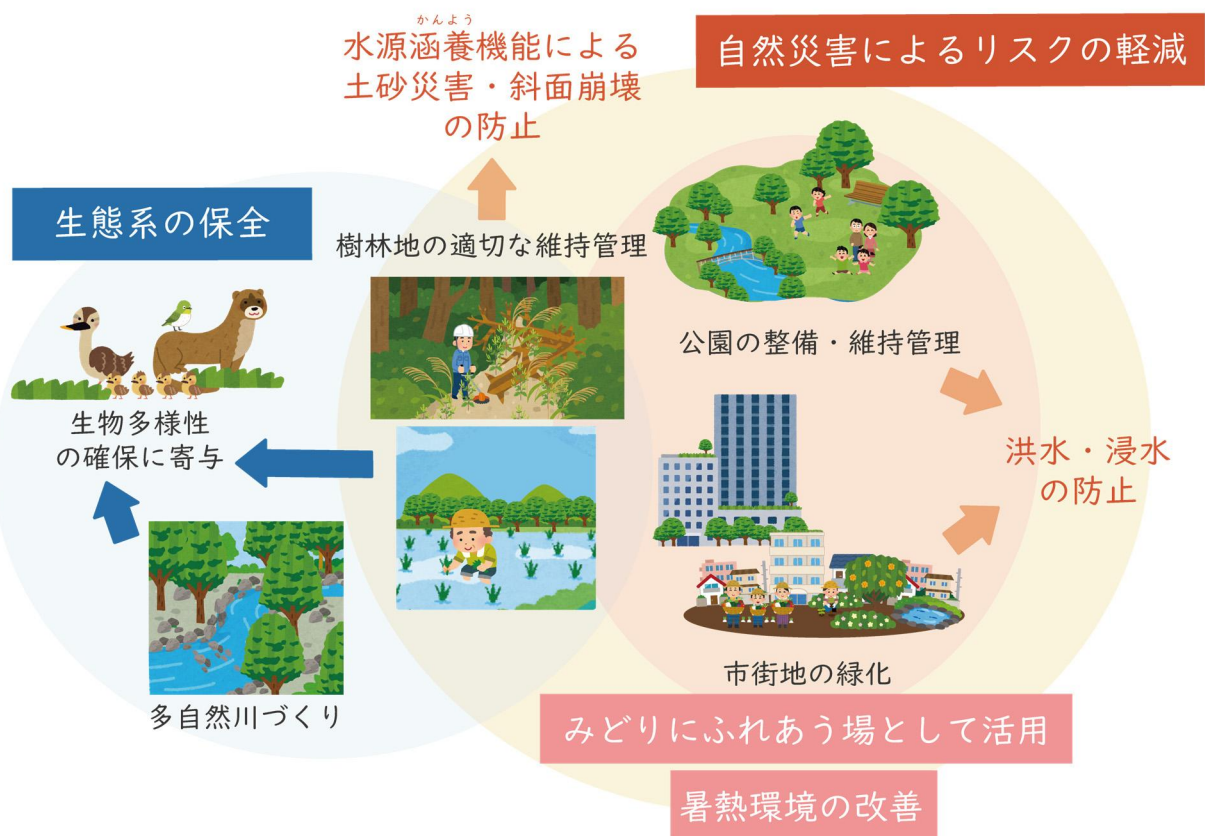 かんよう
水源涵養機能による
土砂災害・斜面崩壊
の防止
自然災害によるリスクの軽減
生態系の保全
樹林地の適切な維持管理
公園の整備・維持管理
生物多様性
の確保に寄与
洪水・浸水
の防止
多自然川づくり
市街地の緑化
みどりにふれあう場として活用
暑熱環境の改善